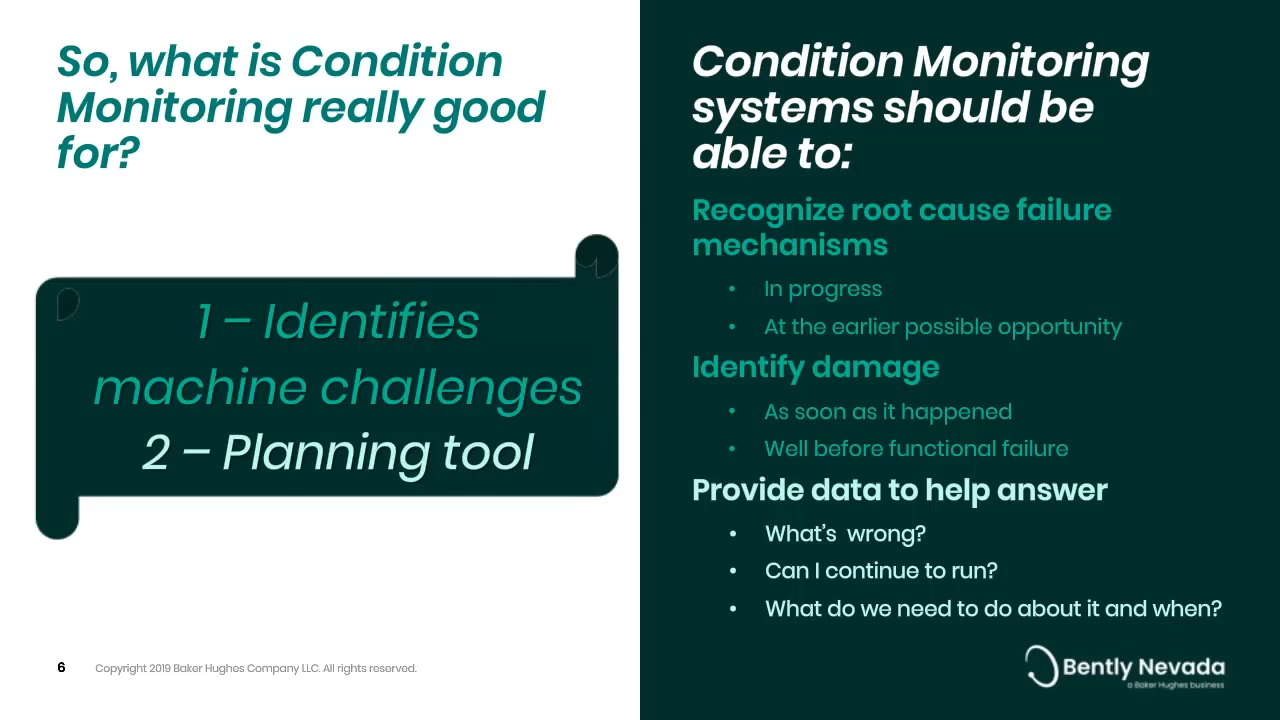 So, what is Condition
Monitoring really good
for?
1 – Identifies
machine challenges
2 – Planning tool
6
Copyright 2019 Baker Hughes Company LLC. All rights reserved.
Condition Monitoring
systems should be
able to:
Recognize root cause failure
mechanisms
• In progress
• At the earlier possible opportunity
Identify damage
• As soon as it happened
• Well before functional failure
Provide data to help answer
• What’s  wrong?
• Can I continue to run?
• What do we need to do about it and when?
Bently Nevada
a Baker Hughes business